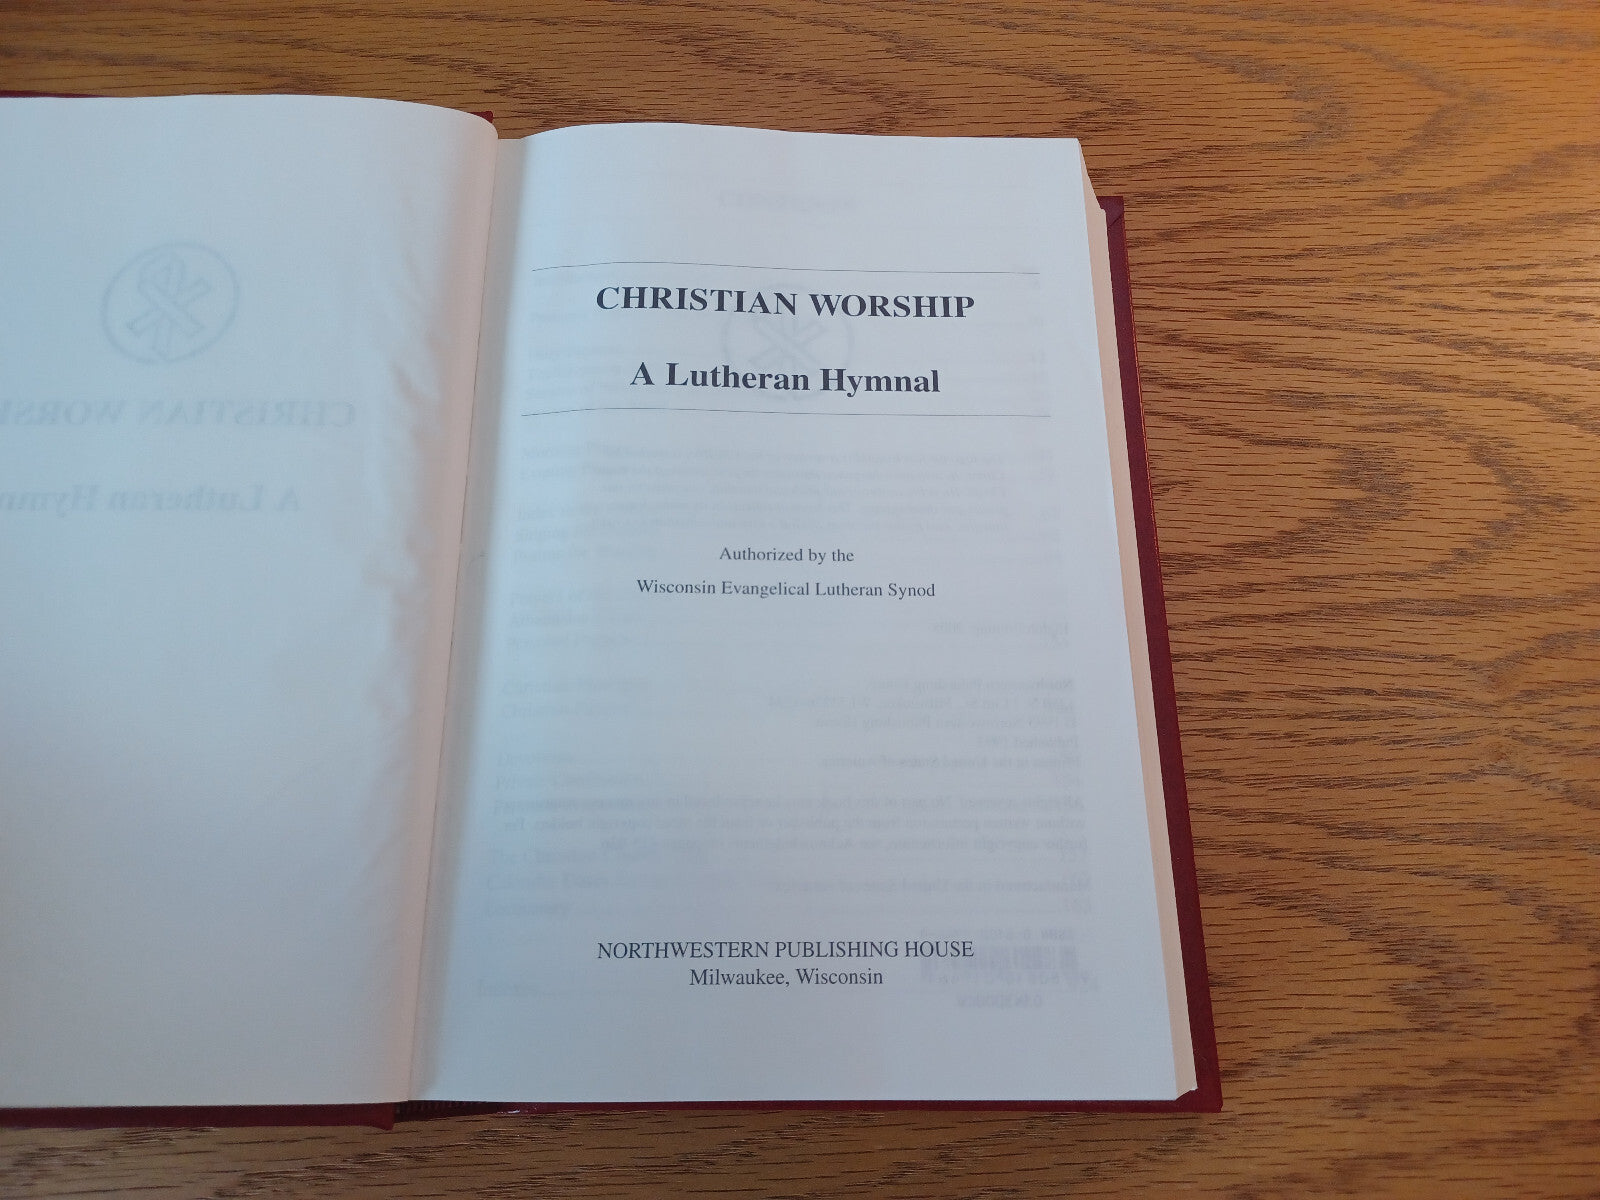 CHRISTIAN WORSHIP
A Lutheran Hymnal
Authorized by the
Wisconsin Evangelical Lutheran Synod
NORTHWESTERN PUBLISHING HOUSE
Milwaukee, Wisconsin